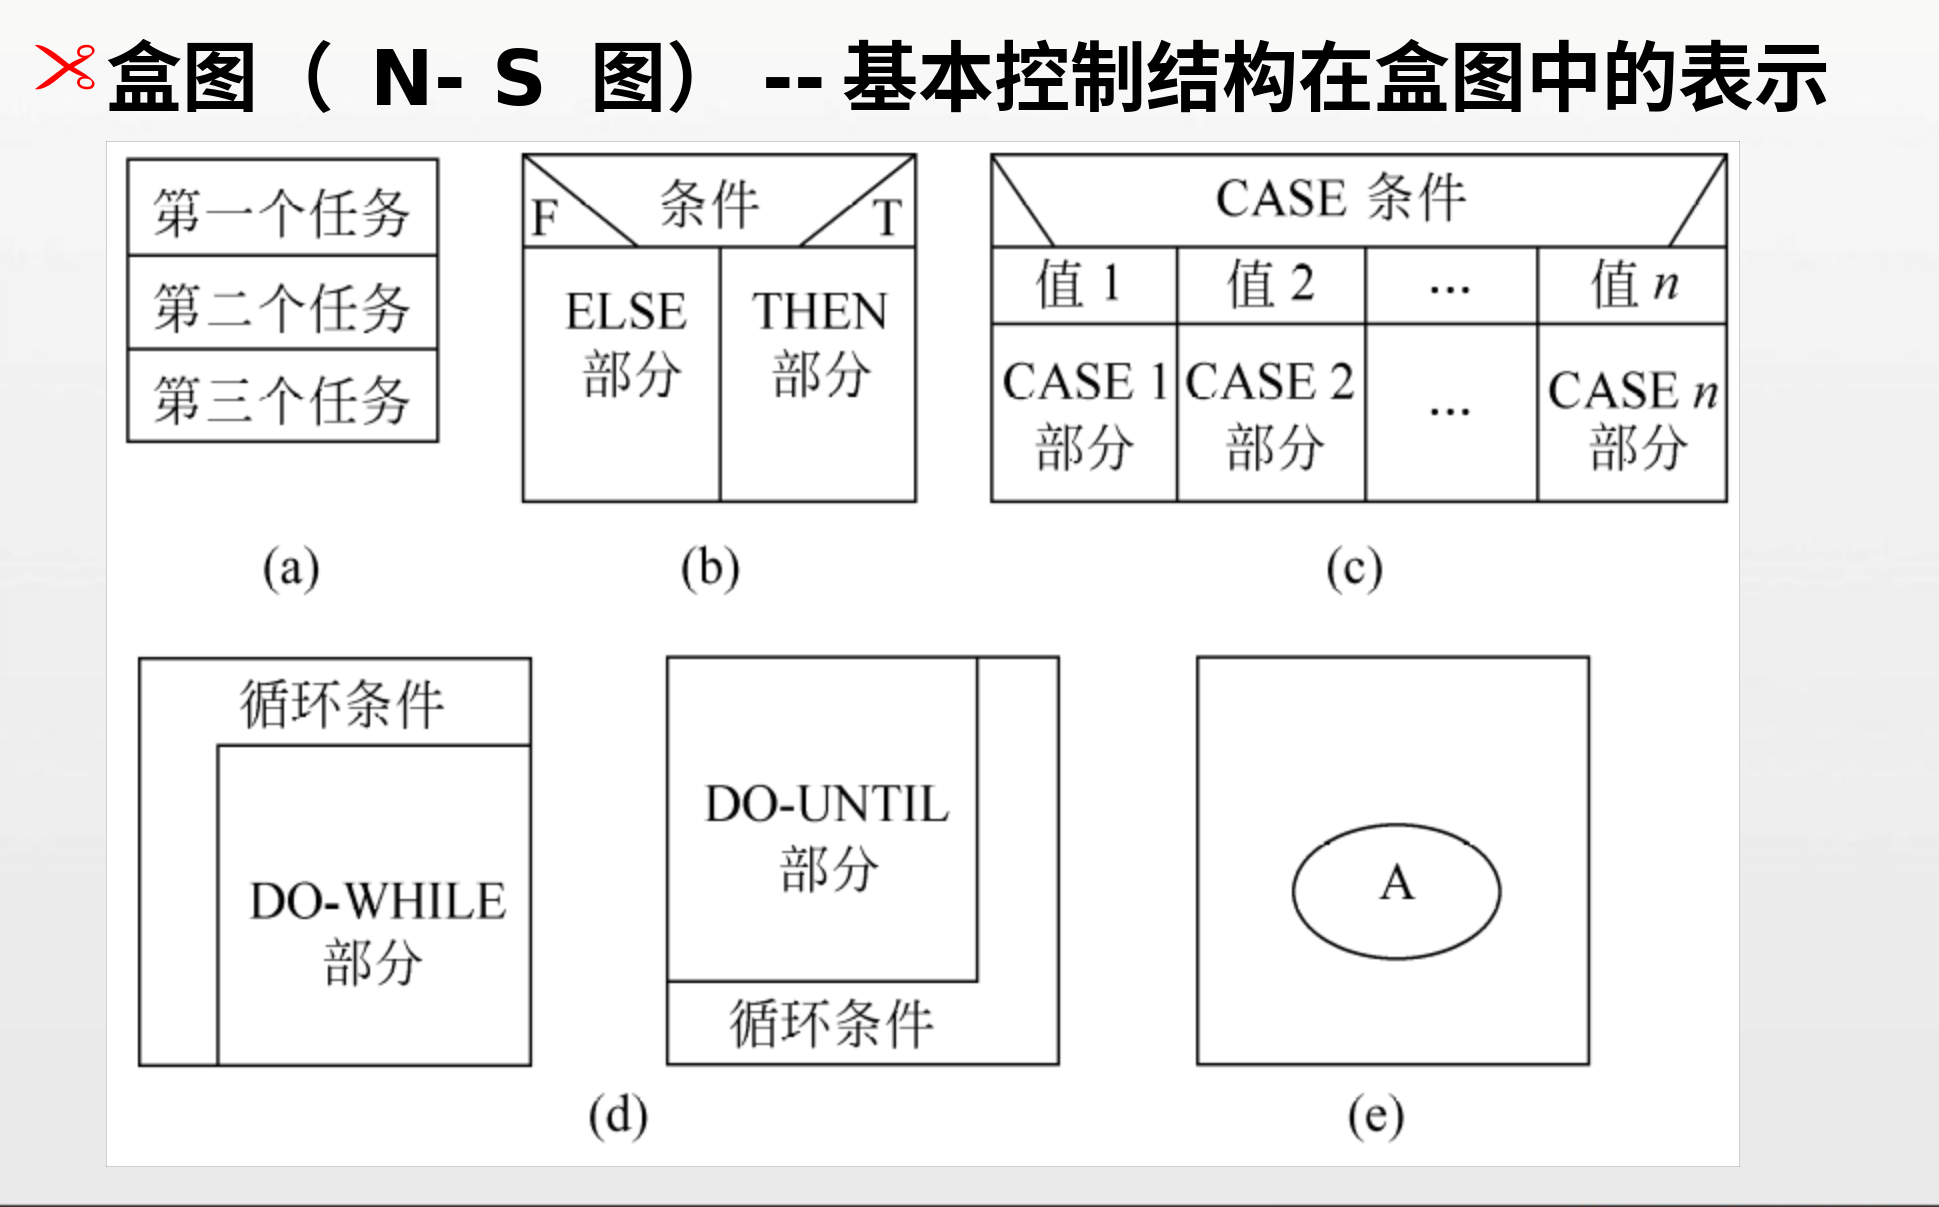 盒图（ N- S 图） -- 基本控制结构在盒图中的表示
第一个任务
第二个任务
第三个任务
(a)
F 条件 T
ELSE 部分
THEN 部分
(b)
CASE 条件
值 1 值 2 ... 值 n
CASE 1 部分
CASE 2 部分
...
CASE n 部分
(c)
循环条件
DO-WHILE
部分
DO-UNTIL
部分
循环条件
(d)
A
(e)